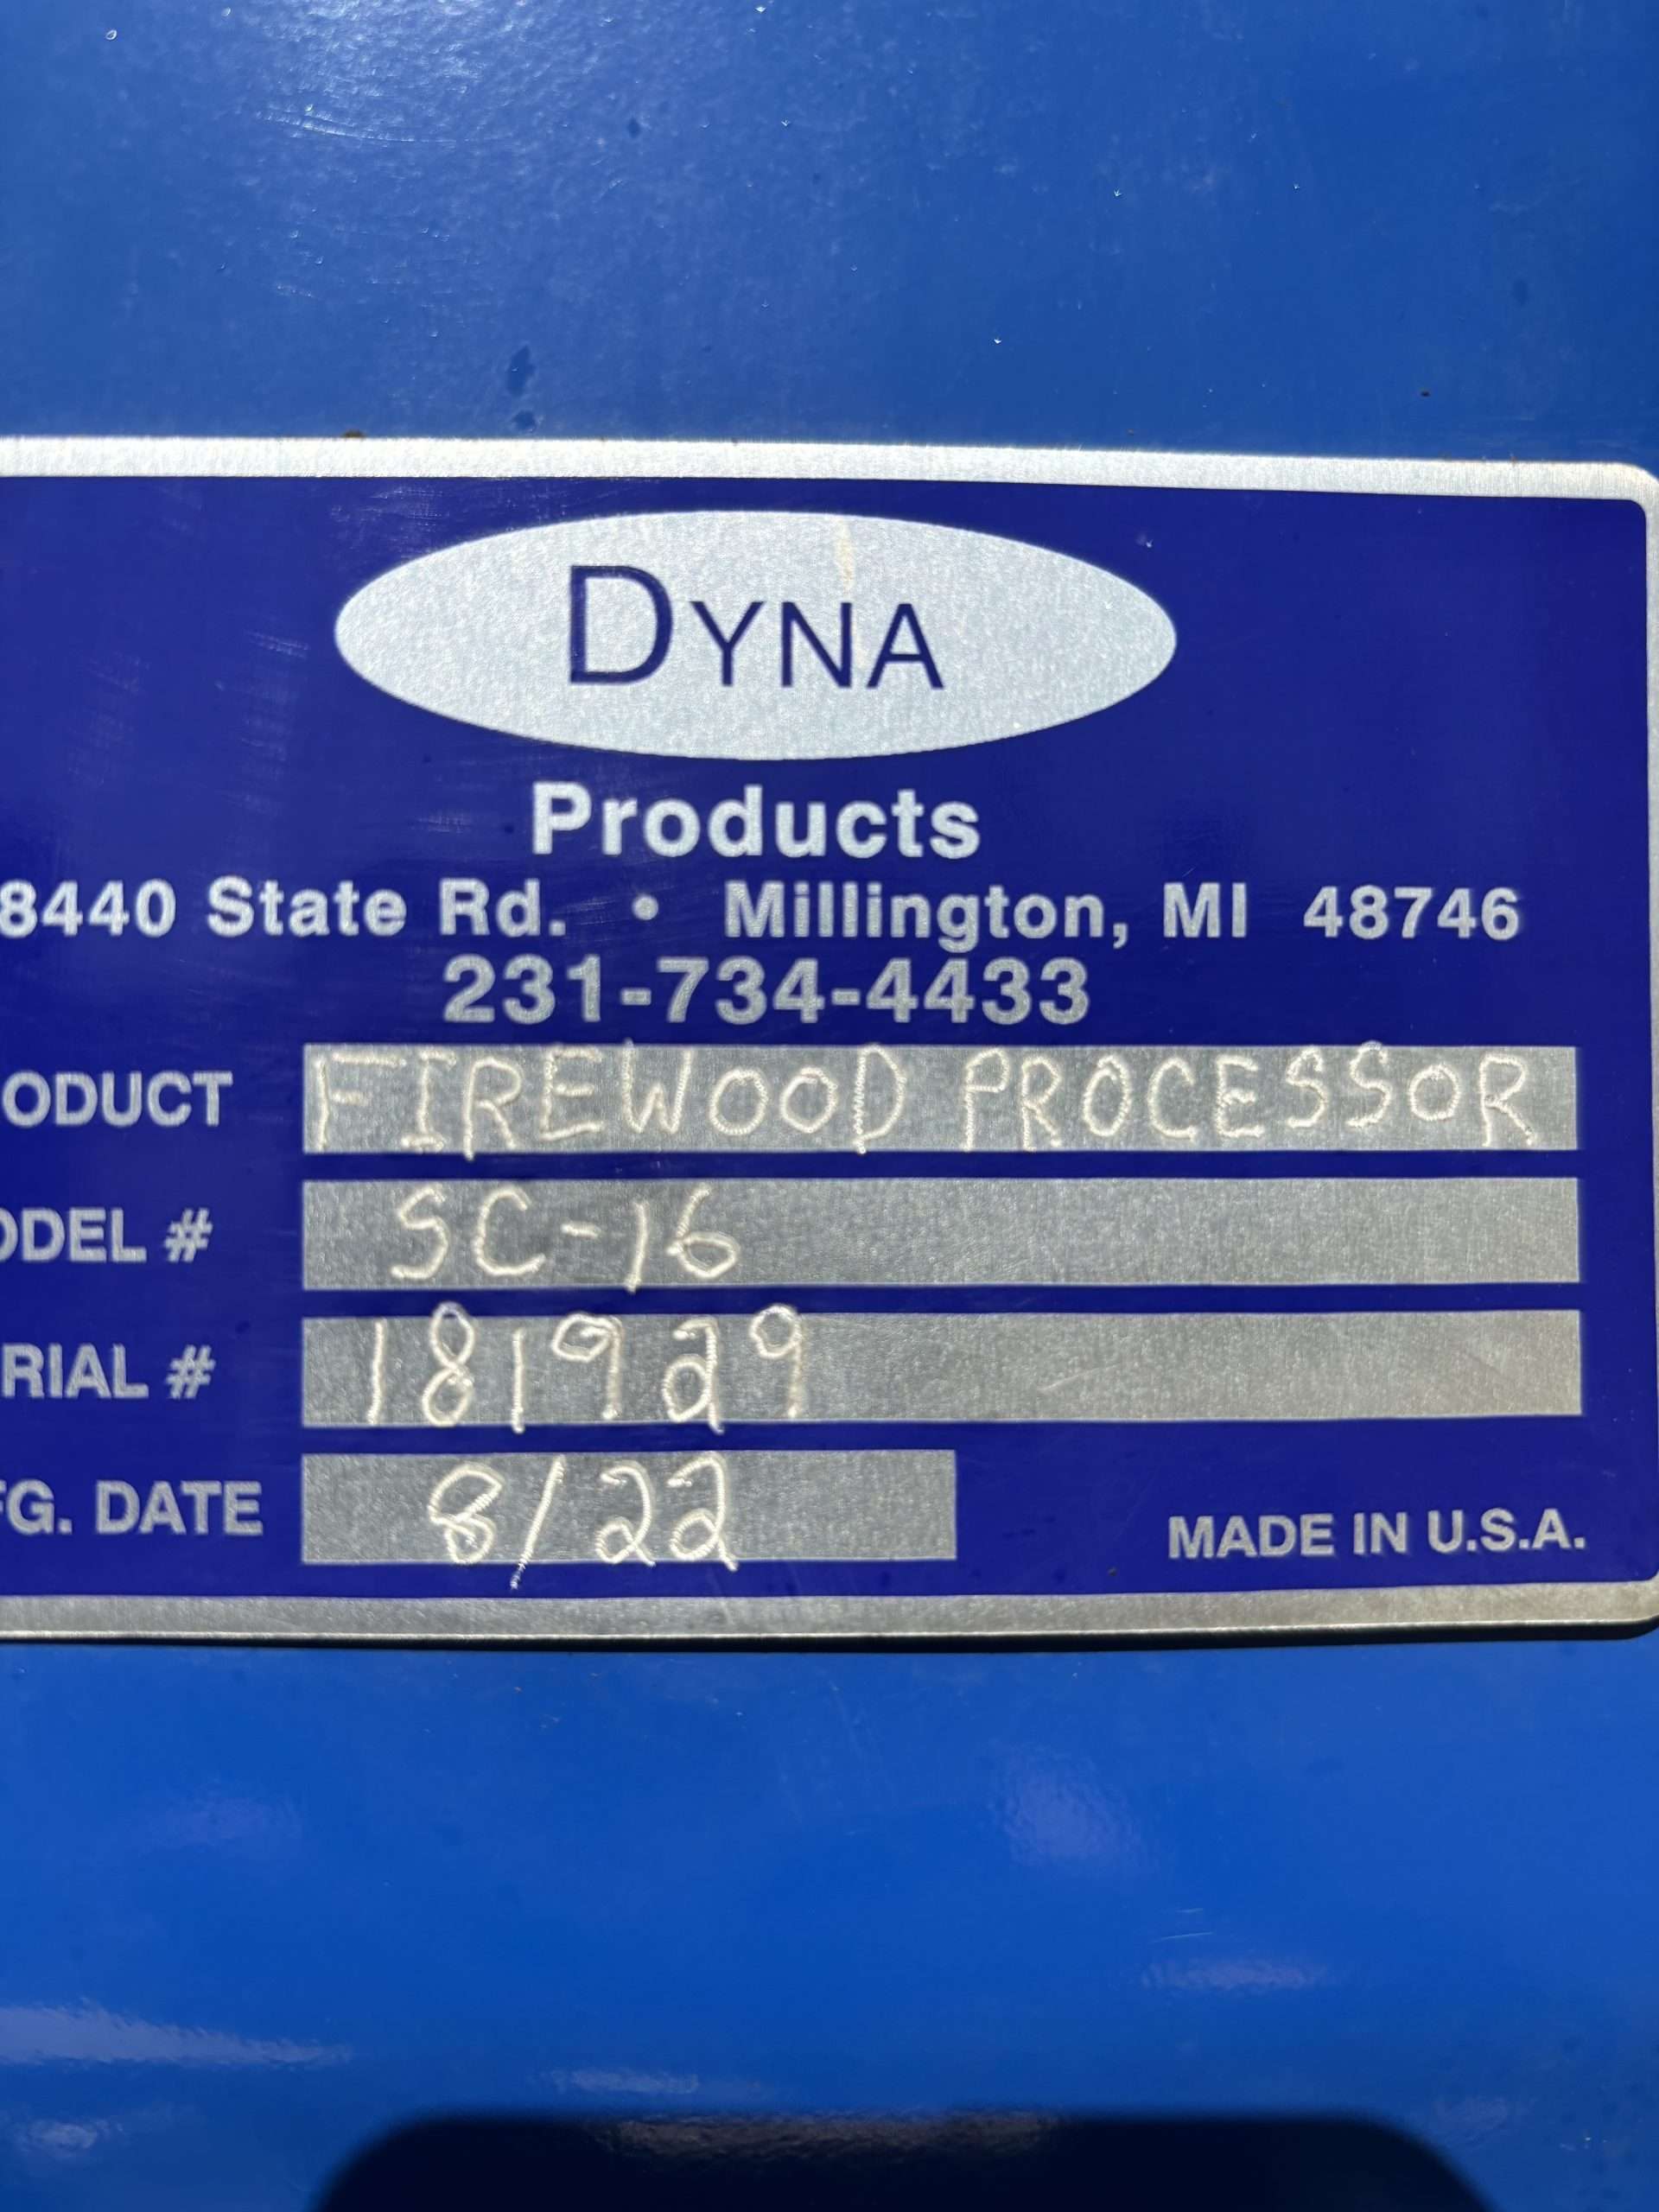 DYNA
Products
8440 State Rd. • Millington, MI 48746
231-734-4433
ODUCT FIREWOOD PROCESSOR
ODEL # SC-16
RIAL # 181929
FG. DATE 8/22 MADE IN U.S.A.